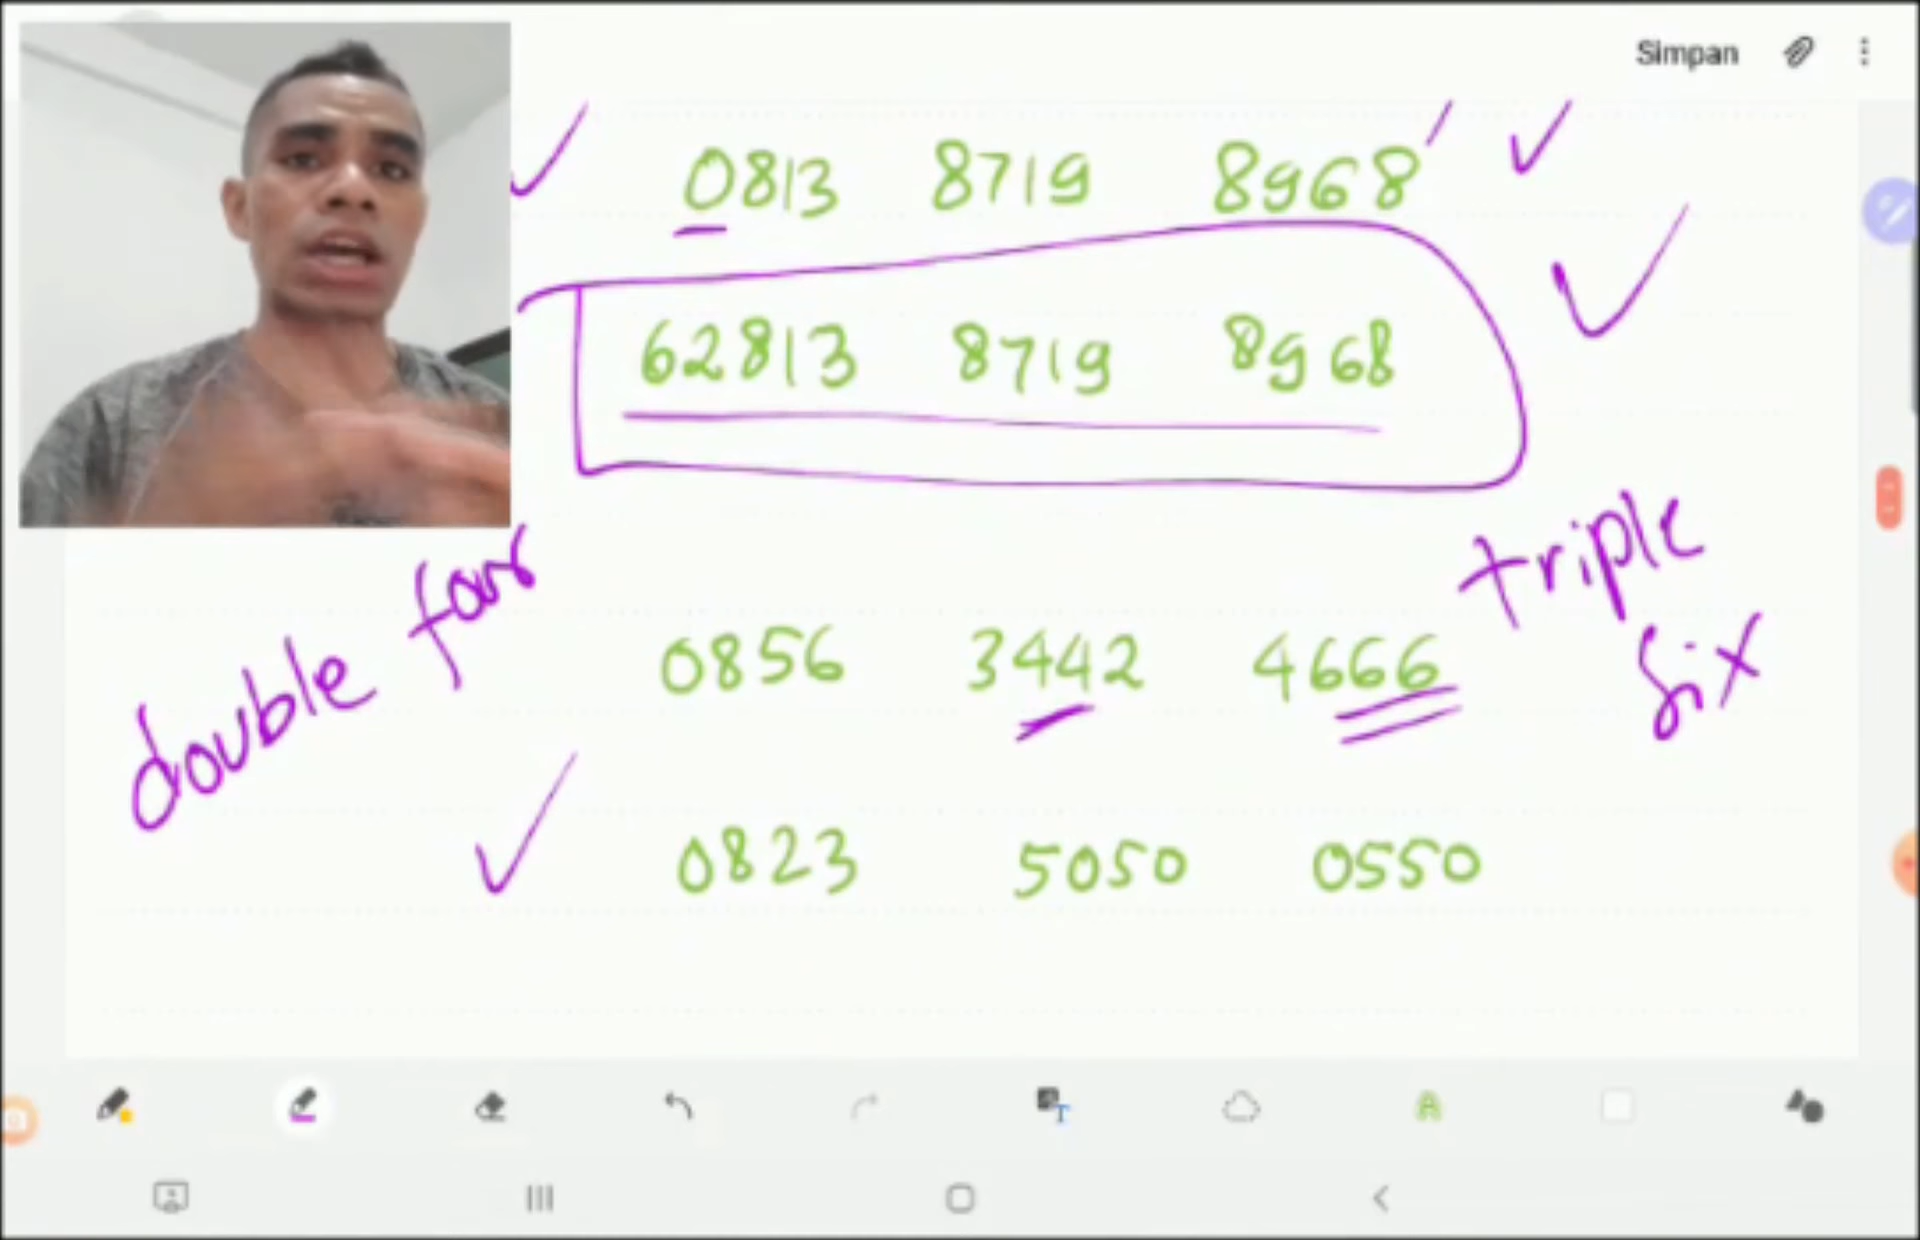 Simpan
0813 8719 8968
62813 8719 8968
double four
triple
six
0856 3442 4666
0823 5050 0550